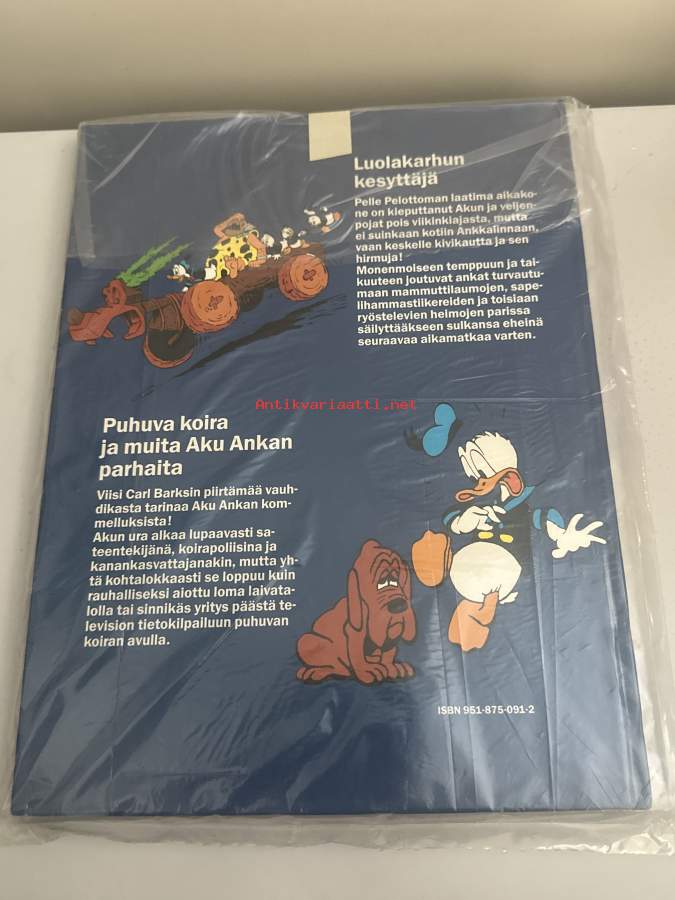 Luolakarhun
kesyttäjä
Pelle Pelottoman laatima aikako-
ne on kieputtanut Akun ja veljen-
pojat pois viikinkiajasta, mutta
ei suinkaan kotiin Ankkalinnaan,
vaan keskelle kivikautta ja sen
hirmuja!
Monenmoiseen temppuun ja tai-
kuuteen joutuvat ankat turvautu-
maan mammuttilaumojen, sape-
lihammastiikereiden ja toisiaan
ryöstelevien heimojen parissa
säilyttääkseen sulkansa eheinä
seuraavaa aikamatkaa varten.
Antikvariaatti.net
Puhuva koira
ja muita Aku Ankan
parhaita
Viisi Carl Barksin piirtämää vauh-
dikasta tarinaa Aku Ankan kom-
melluksista!
Akun ura alkaa lupaavasti sa-
teentekijänä, koirapoliisina ja
kanankasvattajanakin, mutta yh-
tä kohtalokkaasti se loppuu kuin
rauhalliseksi aiottu loma laivata-
lolla tai sinnikäs yritys päästä te-
levision tietokilpailuun puhuvan
koiran avulla.
ISBN 951-875-091-2